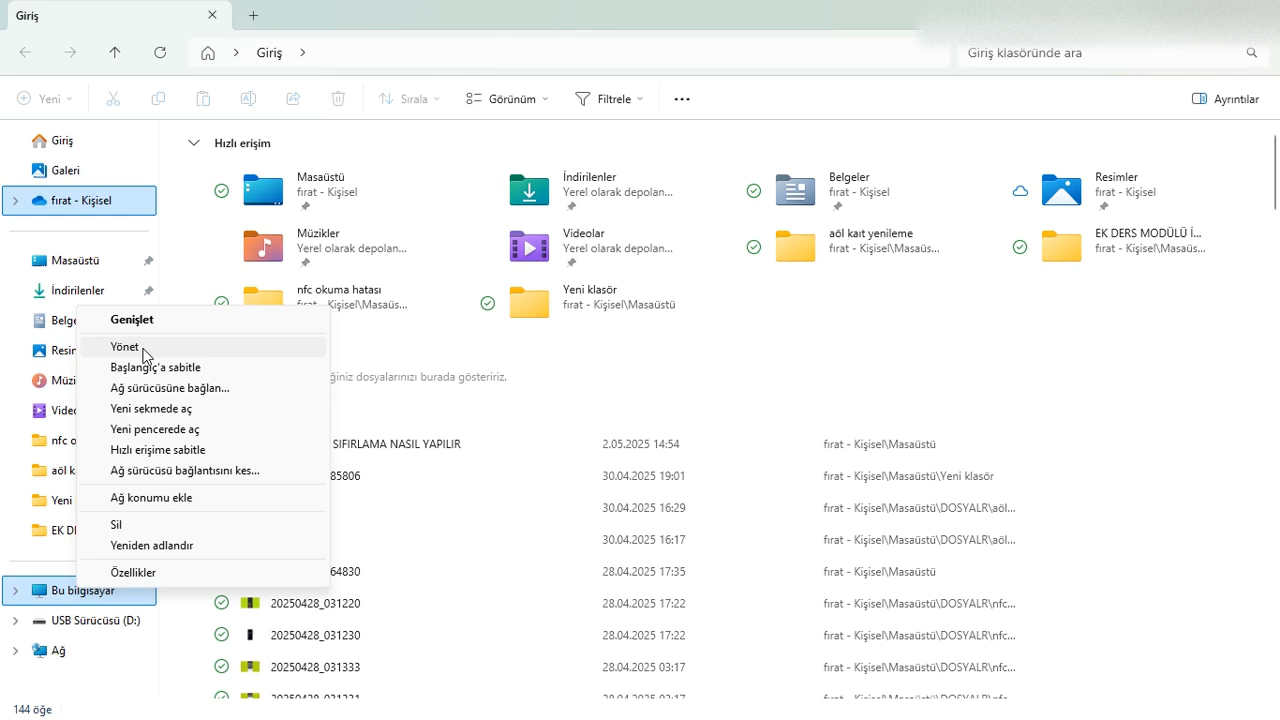 Giriş
Giriş
Giriş klasöründe ara
Yeni
Sırala
Görünüm
Filtrele
Ayrıntılar
Giriş
Galeri
fırat - Kişisel
Masaüstü
İndirilenler
Bu bilgisayar
USB Sürücüsü (D:)
Ağ
Genişlet
Yönet
Başlangıç'a sabitle
Ağ sürücüsüne bağlan...
Yeni sekmede aç
Yeni pencerede aç
Hızlı erişime sabitle
Ağ sürücüsü bağlantısını kes...
Ağ konumu ekle
Sil
Yeniden adlandır
Özellikler
Hızlı erişim
Masaüstü
fırat - Kişisel
İndirilenler
Yerel olarak depolan...
Belgeler
fırat - Kişisel
Resimler
fırat - Kişisel
Müzikler
Yerel olarak depolan...
Videolar
Yerel olarak depolan...
aöl kaıt yenileme
fırat - Kişisel\Masaüs...
EK DERS MODÜLÜ İ...
fırat - Kişisel\Masaüs...
nfc okuma hatası
fırat - Kişisel\Masaüs...
Yeni klasör
fırat - Kişisel\Masaüstü
dosyalarınızı burada gösteririz.
SIFIRLAMA NASIL YAPILIR 2.05.2025 14:54 fırat - Kişisel\Masaüstü
85806 30.04.2025 19:01 fırat - Kişisel\Masaüstü\Yeni klasör
30.04.2025 16:29 fırat - Kişisel\Masaüstü\DOSYALR\aöl...
30.04.2025 16:17 fırat - Kişisel\Masaüstü\DOSYALR\aöl...
64830 28.04.2025 17:35 fırat - Kişisel\Masaüstü
20250428_031220 28.04.2025 17:22 fırat - Kişisel\Masaüstü\DOSYALR\nfc...
20250428_031230 28.04.2025 17:22 fırat - Kişisel\Masaüstü\DOSYALR\nfc...
20250428_031333 28.04.2025 03:17 fırat - Kişisel\Masaüstü\DOSYALR\nfc...
144 öğe